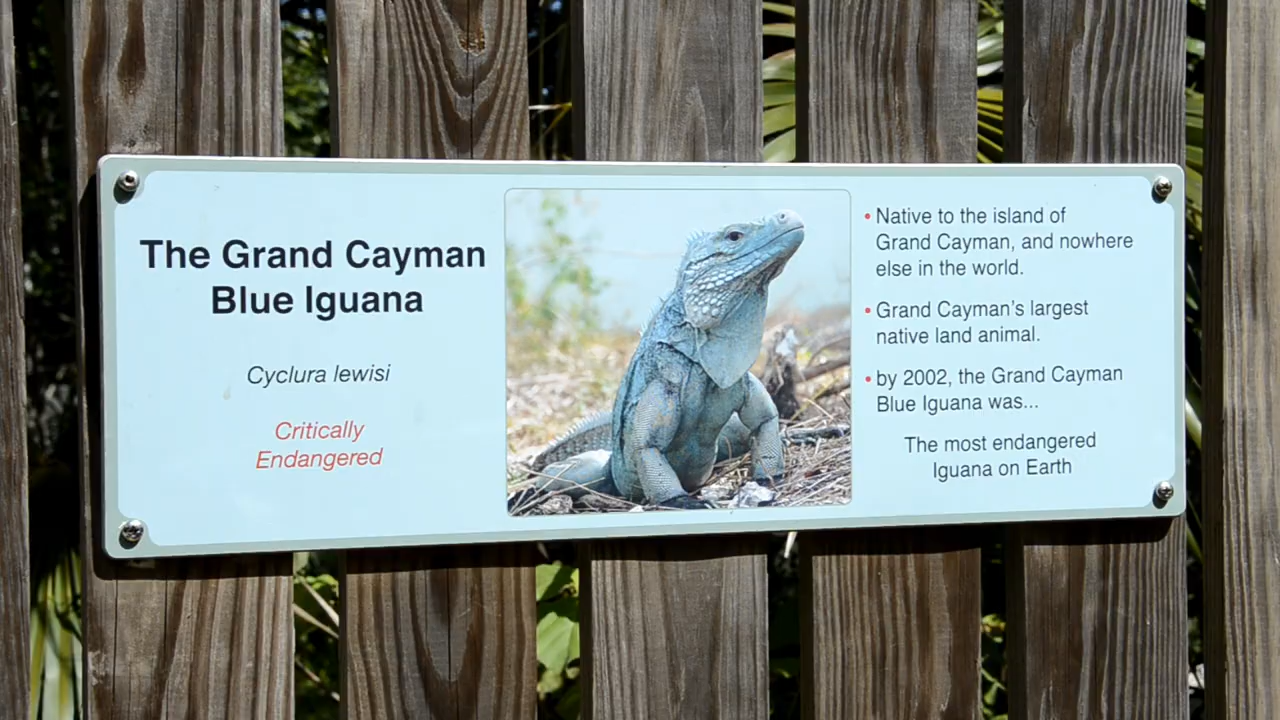 The Grand Cayman
Blue Iguana
Cyclura lewisi
Critically
Endangered
• Native to the island of
Grand Cayman, and nowhere
else in the world.
• Grand Cayman's largest
native land animal.
• by 2002, the Grand Cayman
Blue Iguana was...
The most endangered
Iguana on Earth